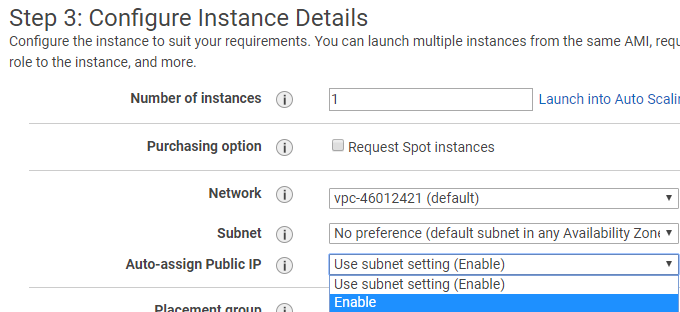 Step 3: Configure Instance Details
Configure the instance to suit your requirements. You can launch multiple instances from the same AMI, requ
role to the instance, and more.
Number of instances i 1 Launch into Auto Scalin
Purchasing option i Request Spot instances
Network i vpc-46012421 (default)
Subnet i No preference (default subnet in any Availability Zone
Auto-assign Public IP i Use subnet setting (Enable)
Use subnet setting (Enable)
Placement group i Enable